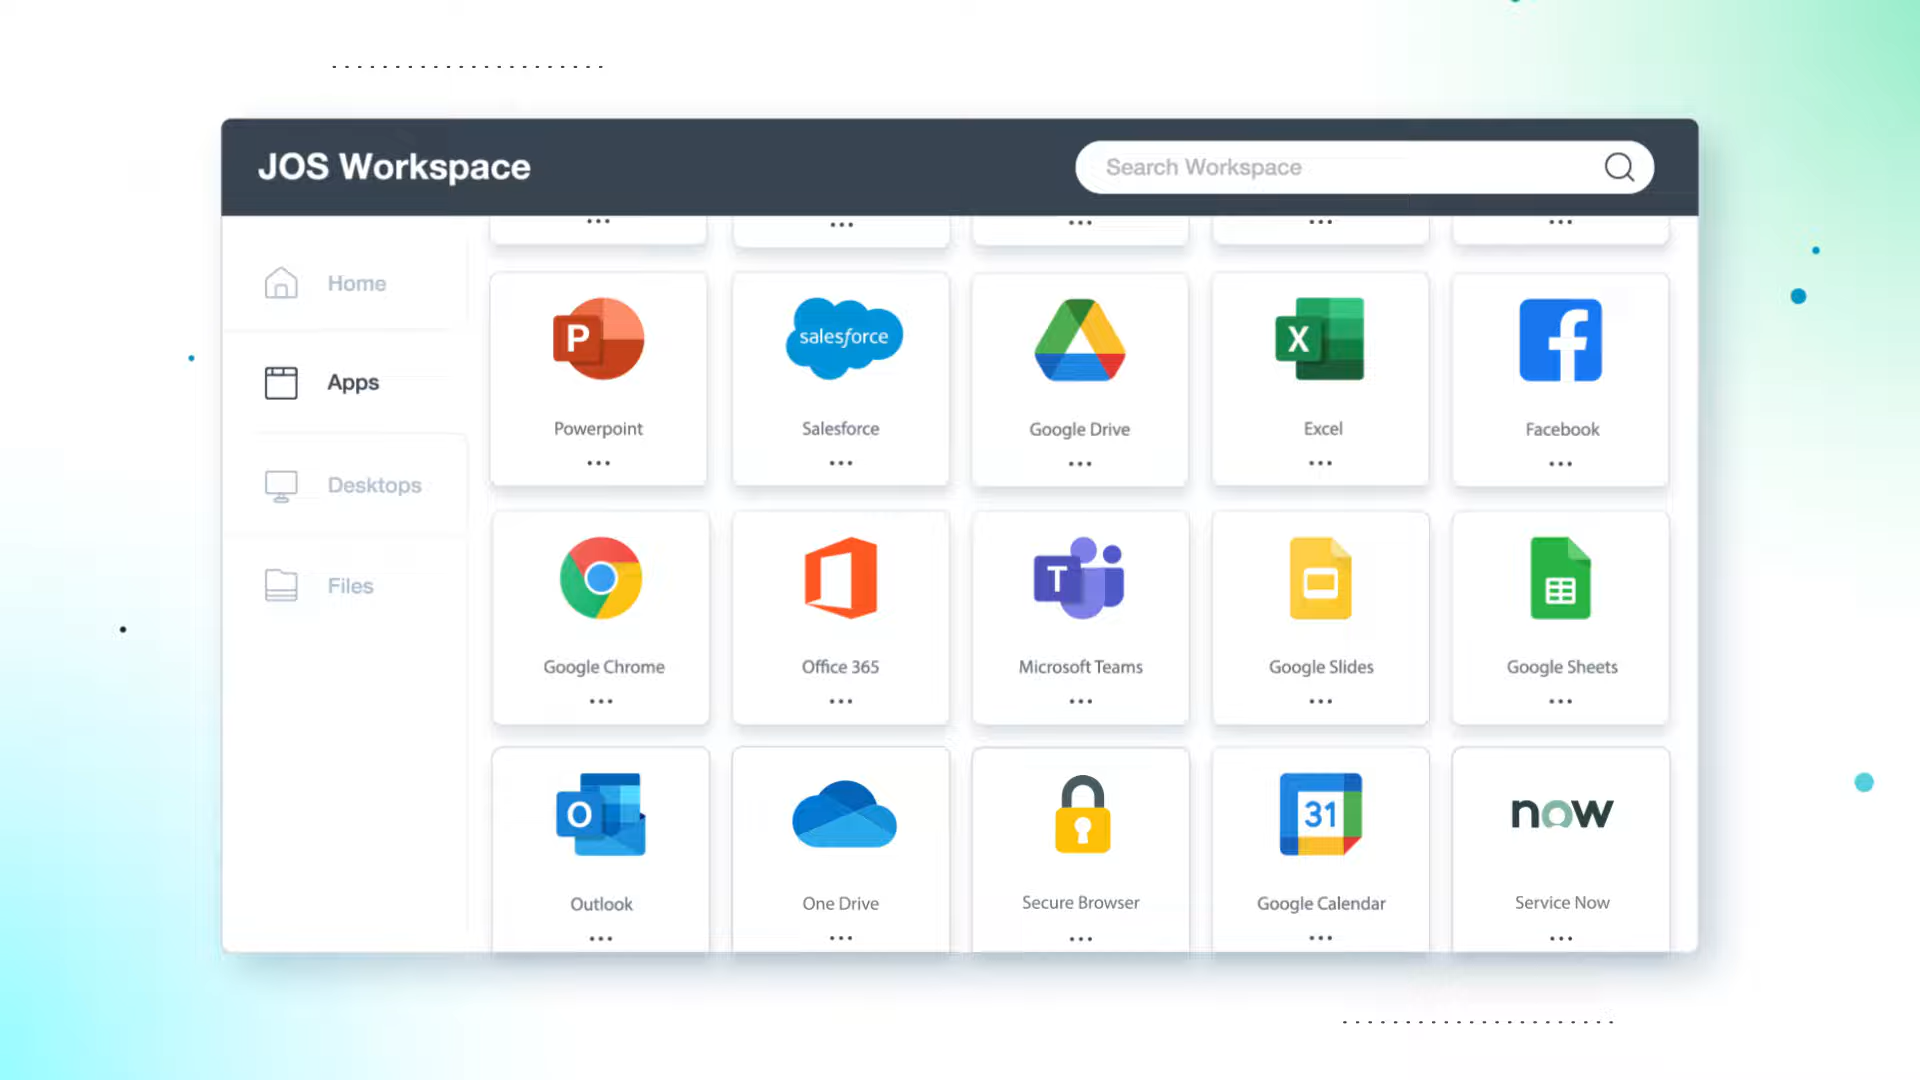 JOS Workspace
Search Workspace
Home
Apps
Desktops
Files
P
salesforce
X
f
Powerpoint
Salesforce
Google Drive
Excel
Facebook
T
Google Chrome
Office 365
Microsoft Teams
Google Slides
Google Sheets
O
31
now
Outlook
One Drive
Secure Browser
Google Calendar
Service Now